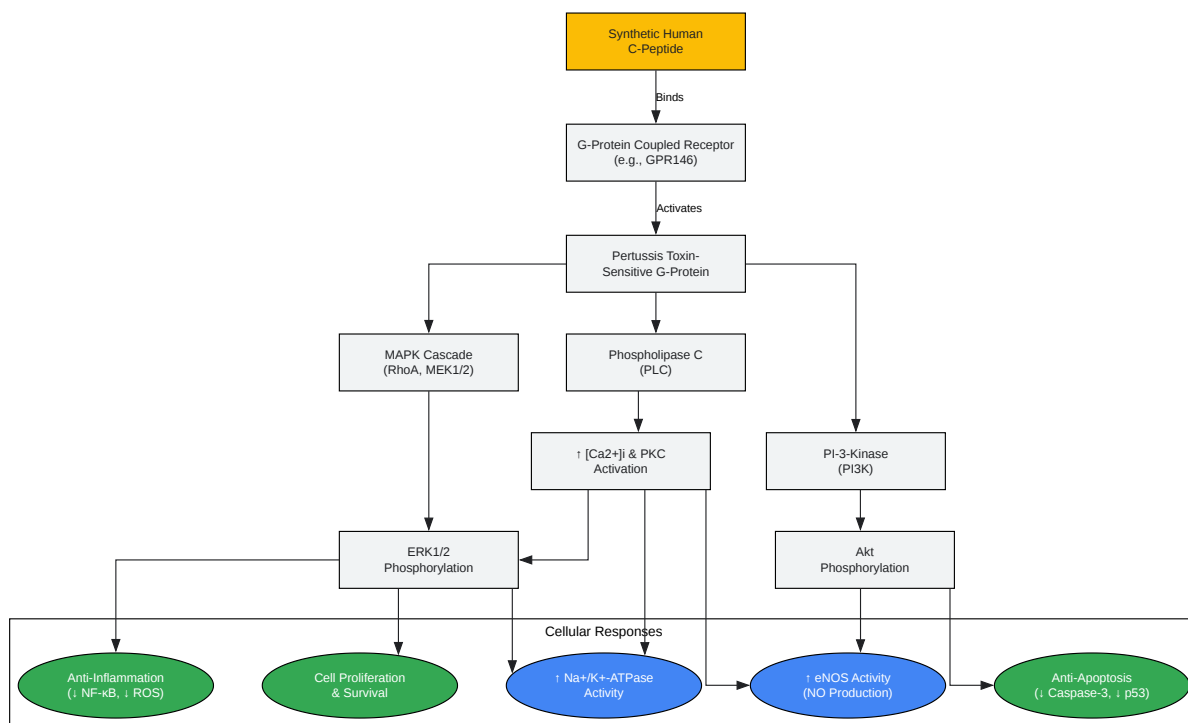 Synthetic Human
C-Peptide
Binds
G-Protein Coupled Receptor
(e.g., GPR146)
Activates
Pertussis Toxin-
Sensitive G-Protein
MAPK Cascade
(RhoA, MEK1/2)
Phospholipase C
(PLC)
↑ [Ca2+]i & PKC
Activation
PI-3-Kinase
(PI3K)
ERK1/2
Phosphorylation
Akt
Phosphorylation
Cellular Responses
Anti-Inflammation
(↓ NF-κB, ↓ ROS)
Cell Proliferation
& Survival
↑ Na+/K+-ATPase
Activity
↑ eNOS Activity
(NO Production)
Anti-Apoptosis
(↓ Caspase-3, ↓ p53)